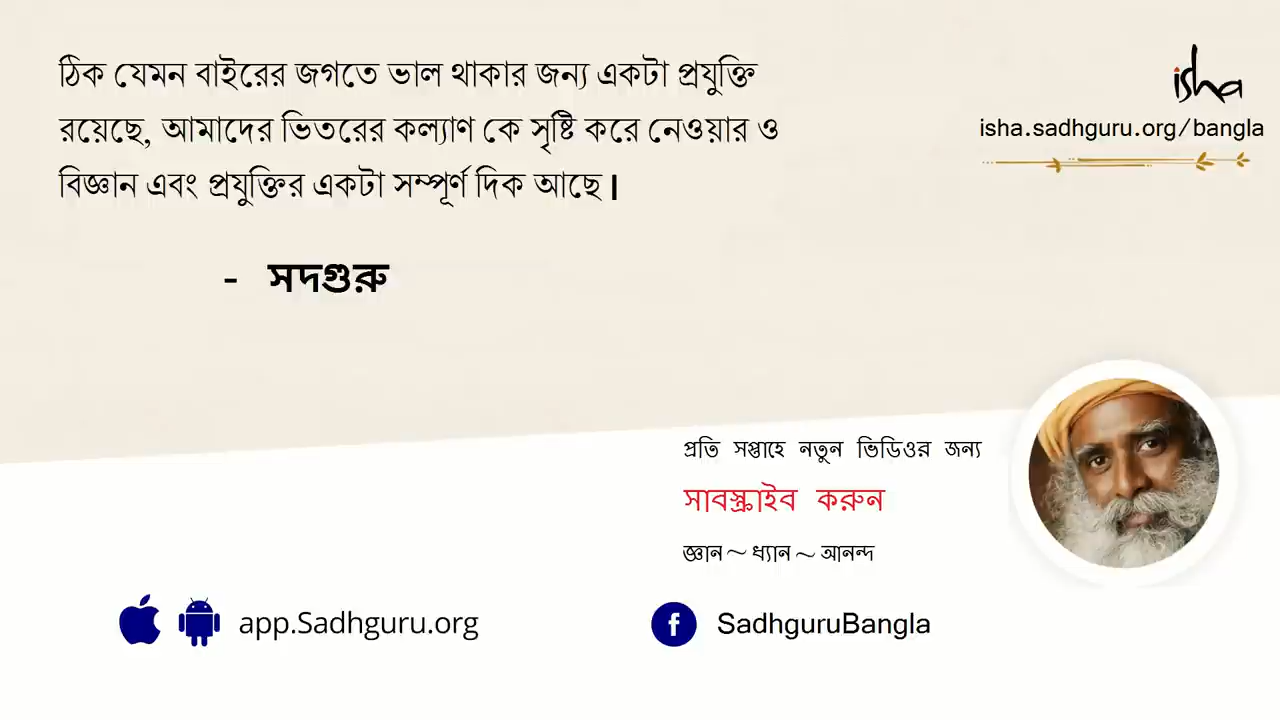 ঠিক যেমন বাইরের জগতে ভাল থাকার জন্য একটা প্রযুক্তি
রয়েছে, আমাদের ভিতরের কল্যাণ কে সৃষ্টি করে নেওয়ার ও
বিজ্ঞান এবং প্রযুক্তির একটা সম্পূর্ণ দিক আছে।
- সদগুরু
isha
isha.sadhguru.org/bangla
প্রতি সপ্তাহে নতুন ভিডিওর জন্য
সাবস্ক্রাইব করুন
জ্ঞান ~ ধ্যান ~ আনন্দ
app.Sadhguru.org
f SadhguruBangla